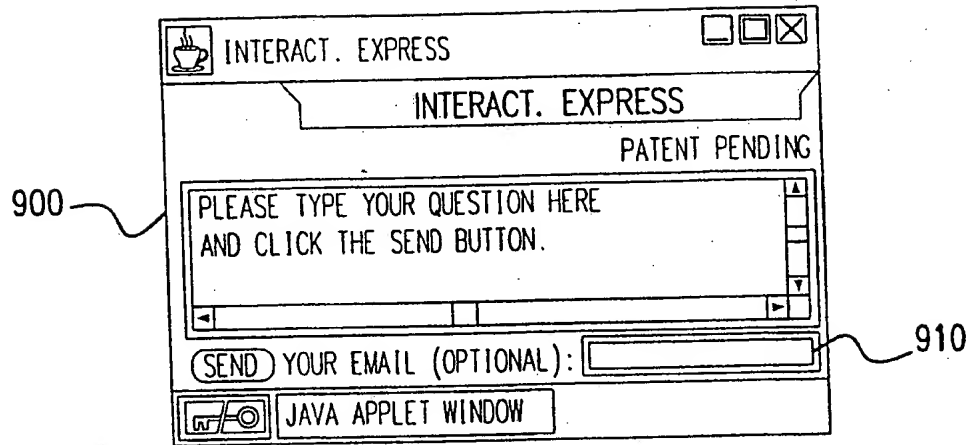 INTERACT. EXPRESS
INTERACT. EXPRESS
PATENT PENDING
900
PLEASE TYPE YOUR QUESTION HERE
AND CLICK THE SEND BUTTON.
910
SEND YOUR EMAIL (OPTIONAL):
JAVA APPLET WINDOW